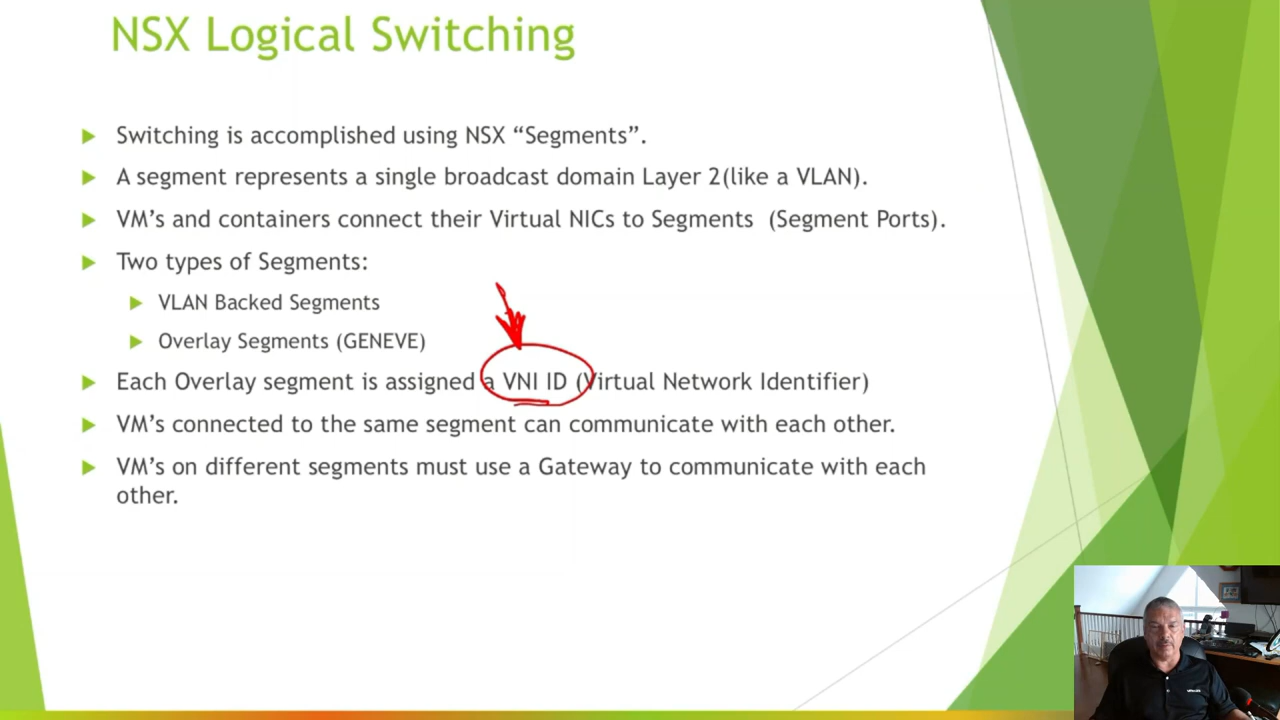 NSX Logical Switching
Switching is accomplished using NSX “Segments”.
A segment represents a single broadcast domain Layer 2(like a VLAN).
VM’s and containers connect their Virtual NICs to Segments (Segment Ports).
Two types of Segments:
VLAN Backed Segments
Overlay Segments (GENEVE)
Each Overlay segment is assigned a VNI ID (Virtual Network Identifier)
VM’s connected to the same segment can communicate with each other.
VM’s on different segments must use a Gateway to communicate with each
other.